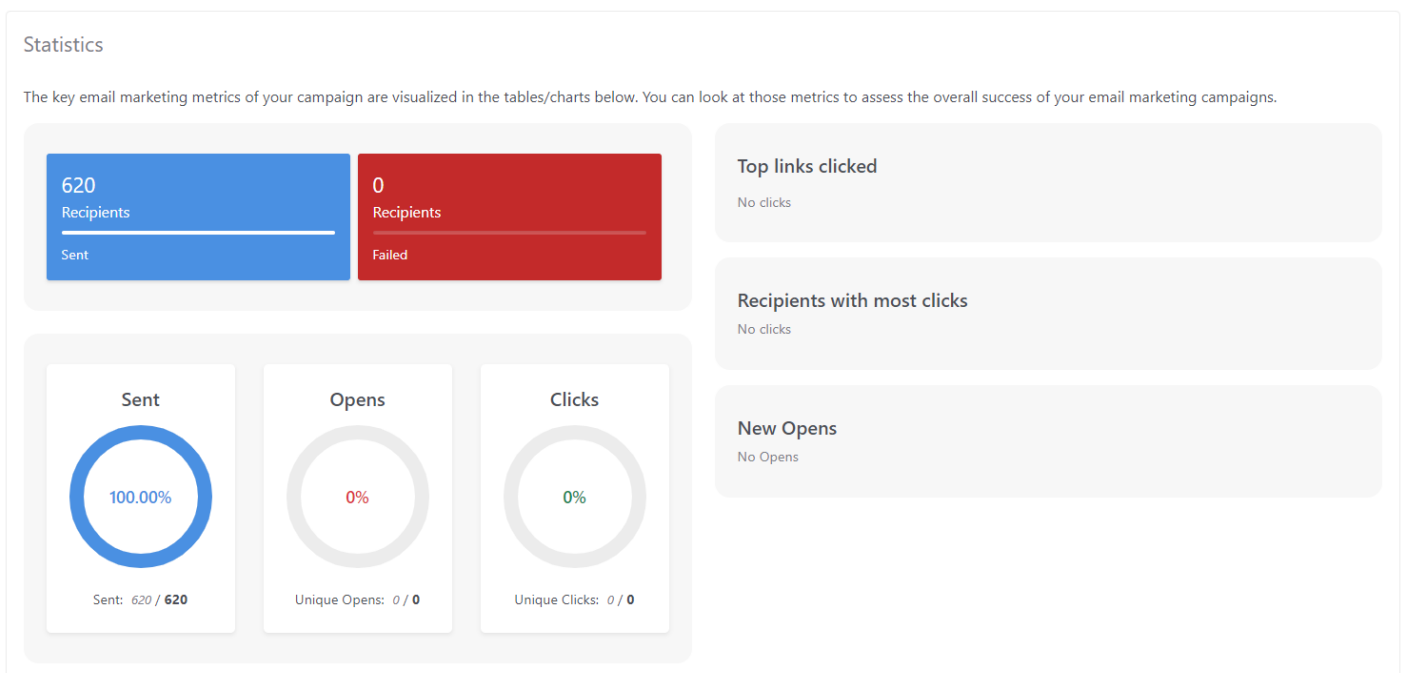 Statistics
The key email marketing metrics of your campaign are visualized in the tables/charts below. You can look at those metrics to assess the overall success of your email marketing campaigns.
620
Recipients
Sent
0
Recipients
Failed
Sent
100.00%
Sent: 620 / 620
Opens
0%
Unique Opens: 0 / 0
Clicks
0%
Unique Clicks: 0 / 0
Top links clicked
No clicks
Recipients with most clicks
No clicks
New Opens
No Opens